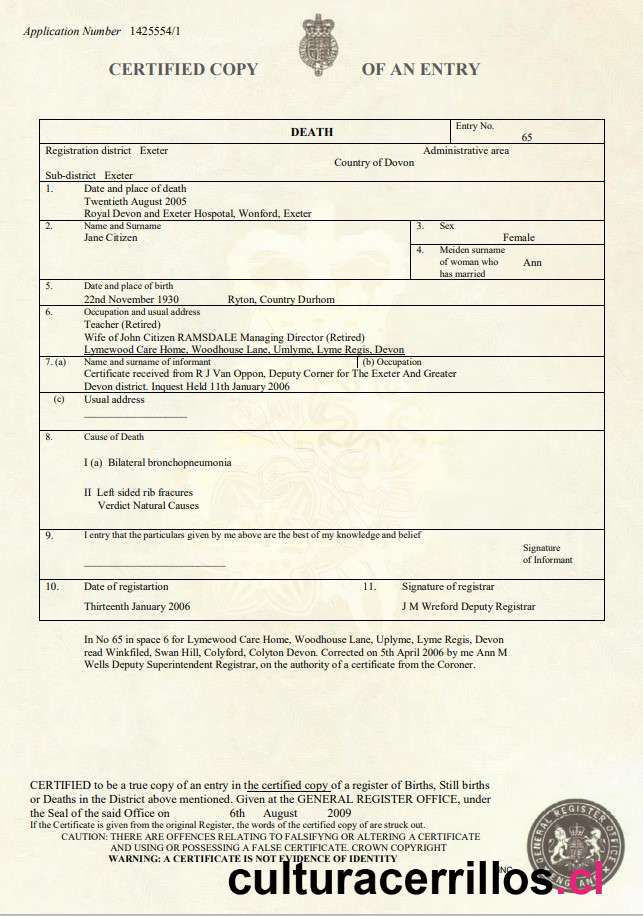 Application Number 1425554/1
CERTIFIED COPY OF AN ENTRY
DEATH
Entry No.
65
Registration district Exeter
Administrative area
Country of Dovon
Sub-district Exeter
1. Date and place of death
Twentieth August 2005
Royal Devon and Exeter Hospotal, Wonford, Exeter
2. Name and Surname
Jane Citizen
3. Sex
Female
4. Meiden surname
of woman who
has married
Ann
5. Date and place of birth
22nd November 1930 Ryton, Country Durhom
6. Occupation and usual address
Teacher (Retired)
Wife of John Citizen RAMSDALE Managing Director (Retired)
Lymewood Care Home, Woodhouse Lane, Umlyme, Lyme Regis, Devon
7. (a) Name and surname of informant
(b) Occupation
Certificate received from R J Van Oppon, Deputy Corner for The Exeter And Greater
Devon district. Inquest Held 11th January 2006
(c) Usual address
8. Cause of Death
I (a) Bilateral bronchopneumonia
II Left sided rib fracures
Verdict Natural Causes
9. I entry that the particulars given by me above are the best of my knowledge and belief
Signature
of Informant
10. Date of registartion
11. Signature of registrar
Thirteenth January 2006
J M Wreford Deputy Registrar
In No 65 in space 6 for Lymewood Care Home, Woodhouse Lane, Uplyme, Lyme Regis, Devon
read Winkfiled, Swan Hill, Colyford, Colyton Devon. Corrected on 5th April 2006 by me Ann M
Wells Deputy Superintendent Registrar, on the authority of a certificate from the Coroner.
CERTIFIED to be a true copy of an entry in the certified copy of a register of Births, Still births
or Deaths in the District above mentioned. Given at the GENERAL REGISTER OFFICE, under
the Seal of the said Office on 6th August 2009
If the Certificate is given from the original Register, the words of the certified copy of are struck out.
CAUTION: THERE ARE OFFENCES RELATING TO FALSIFYNG OR ALTERING A CERTIFICATE
AND USING OR POSSESSING A FALSE CERTIFICATE. CROWN COPYRIGHT
WARNING: A CERTIFICATE IS NOT EVIDENCE OF IDENTITY
GENERAL REGISTER OFFICE
ENGLAND
culturacerrillos.cl